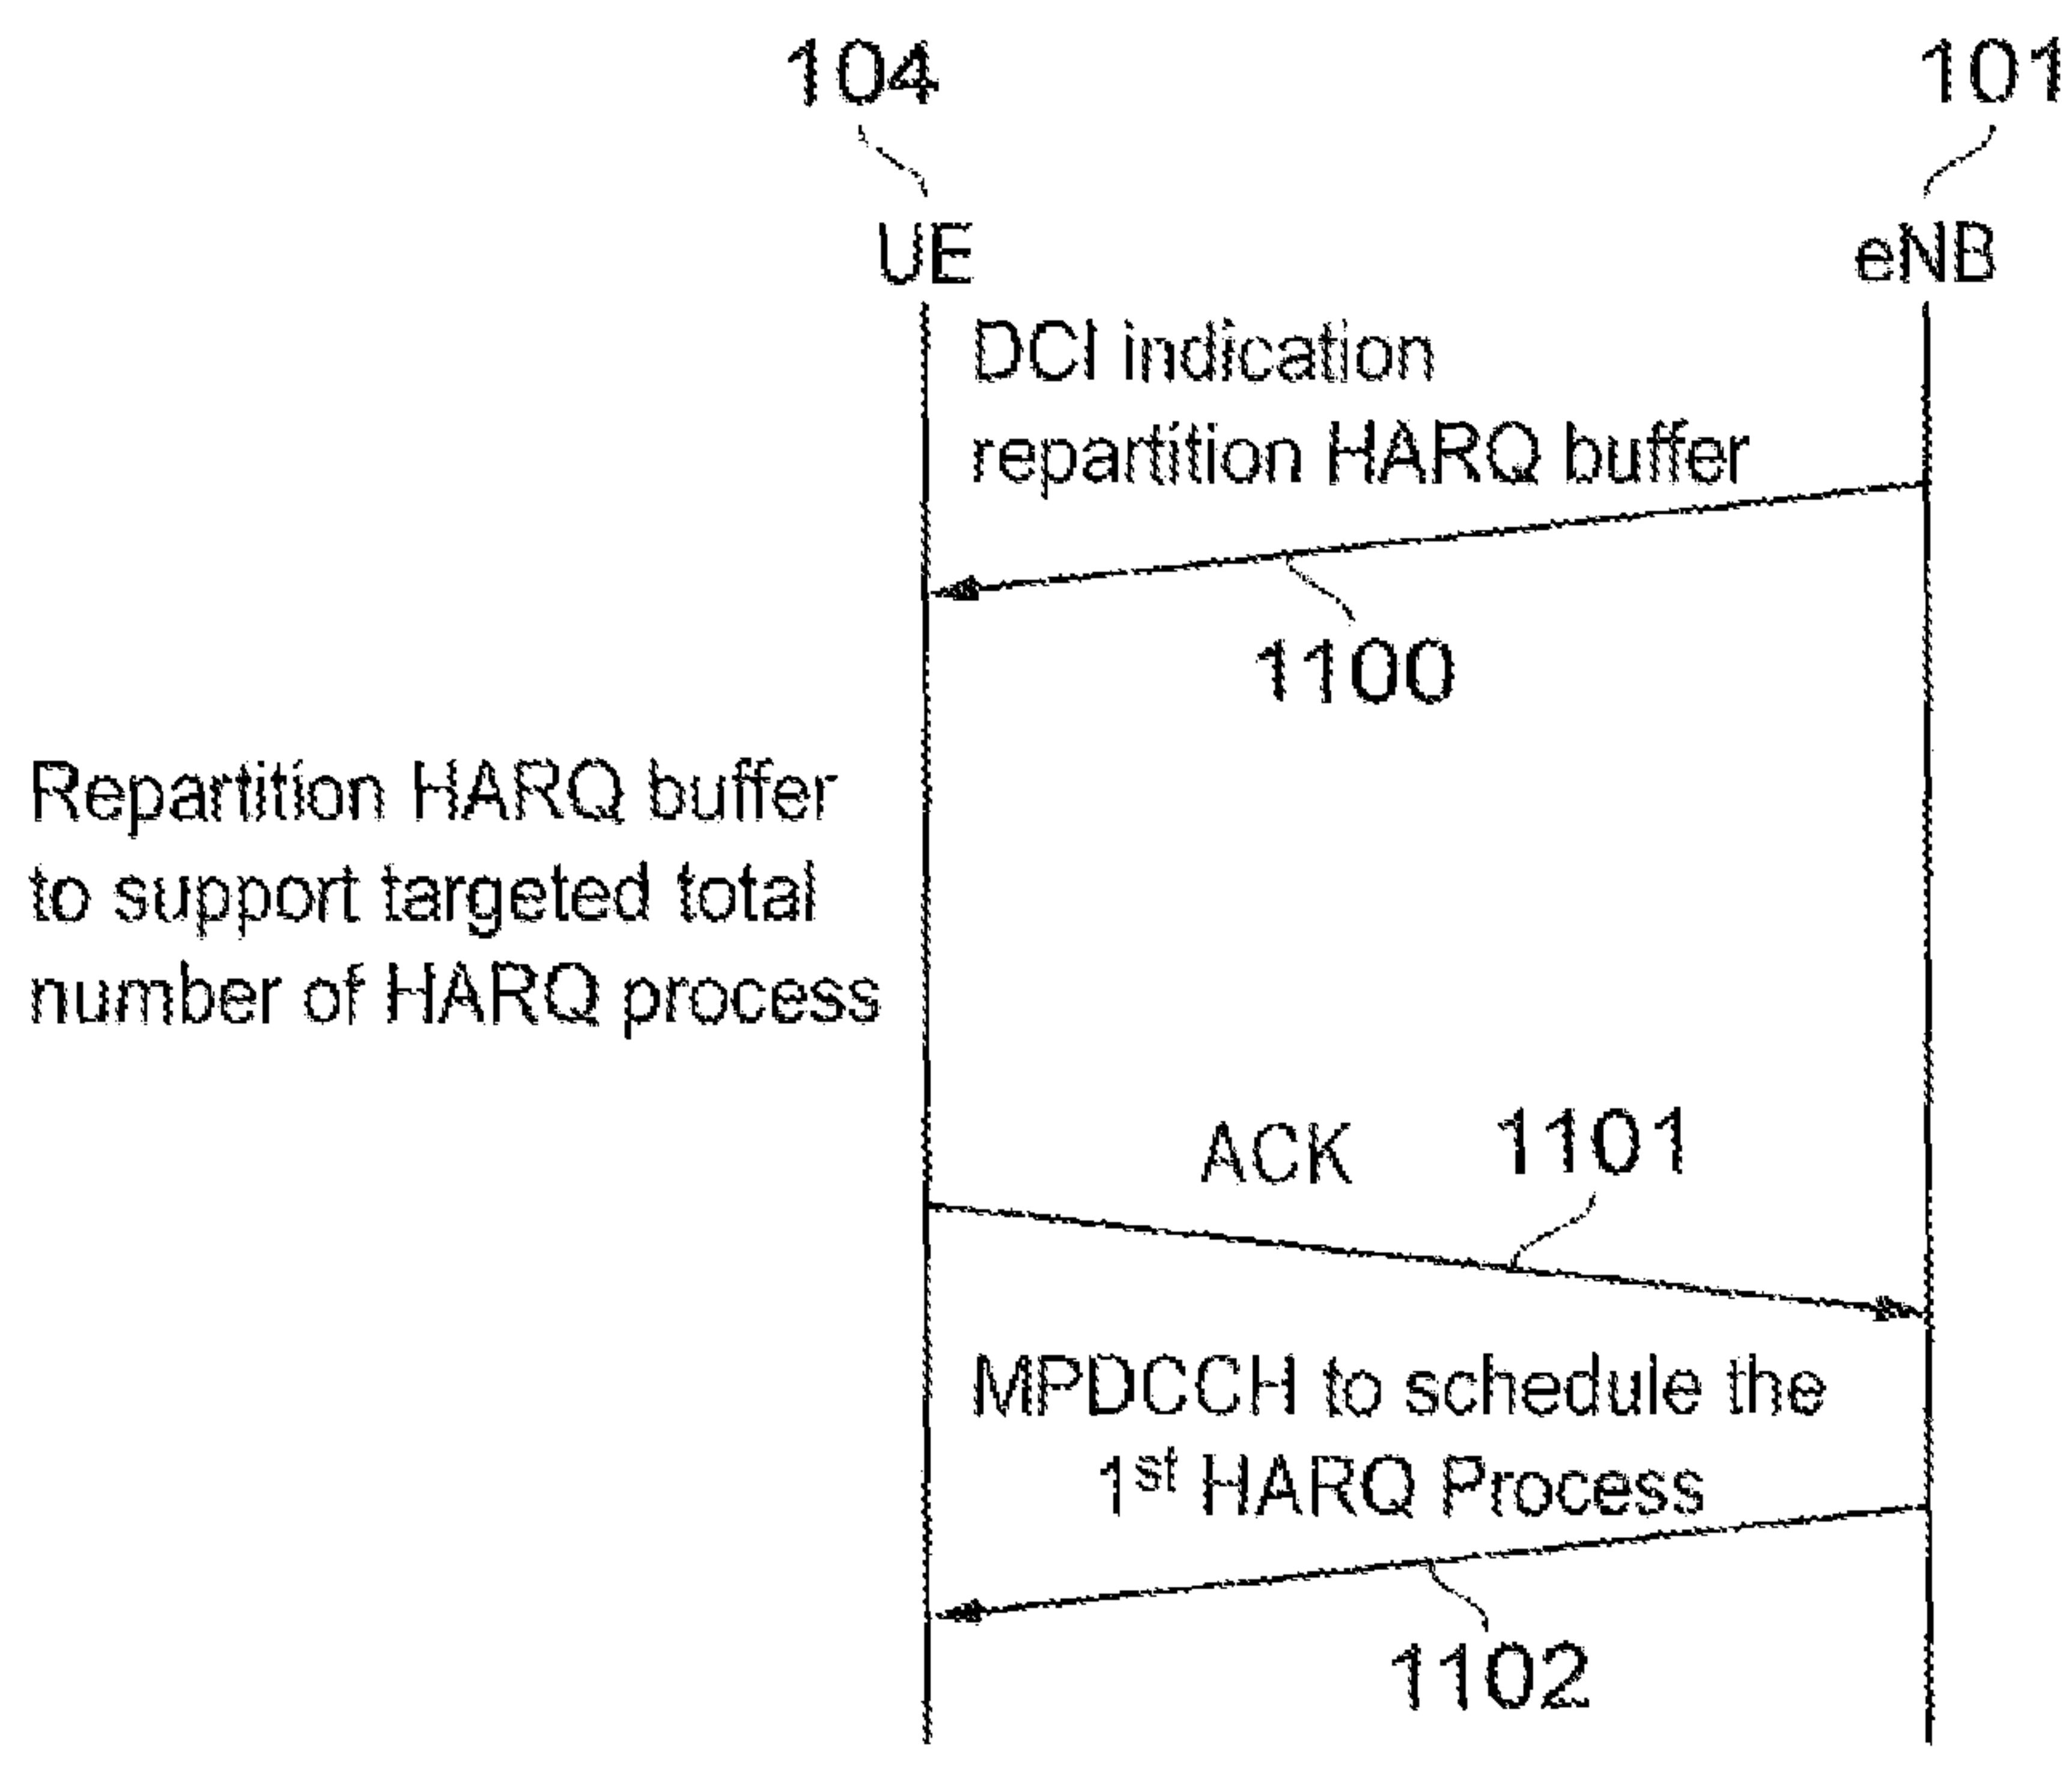 104
101
UE
eNB
DCI indication
repartition HARQ buffer
1100
Repartition HARQ buffer
to support targeted total
number of HARQ process
ACK
1101
MPDCCH to schedule the
1st HARQ Process
1102